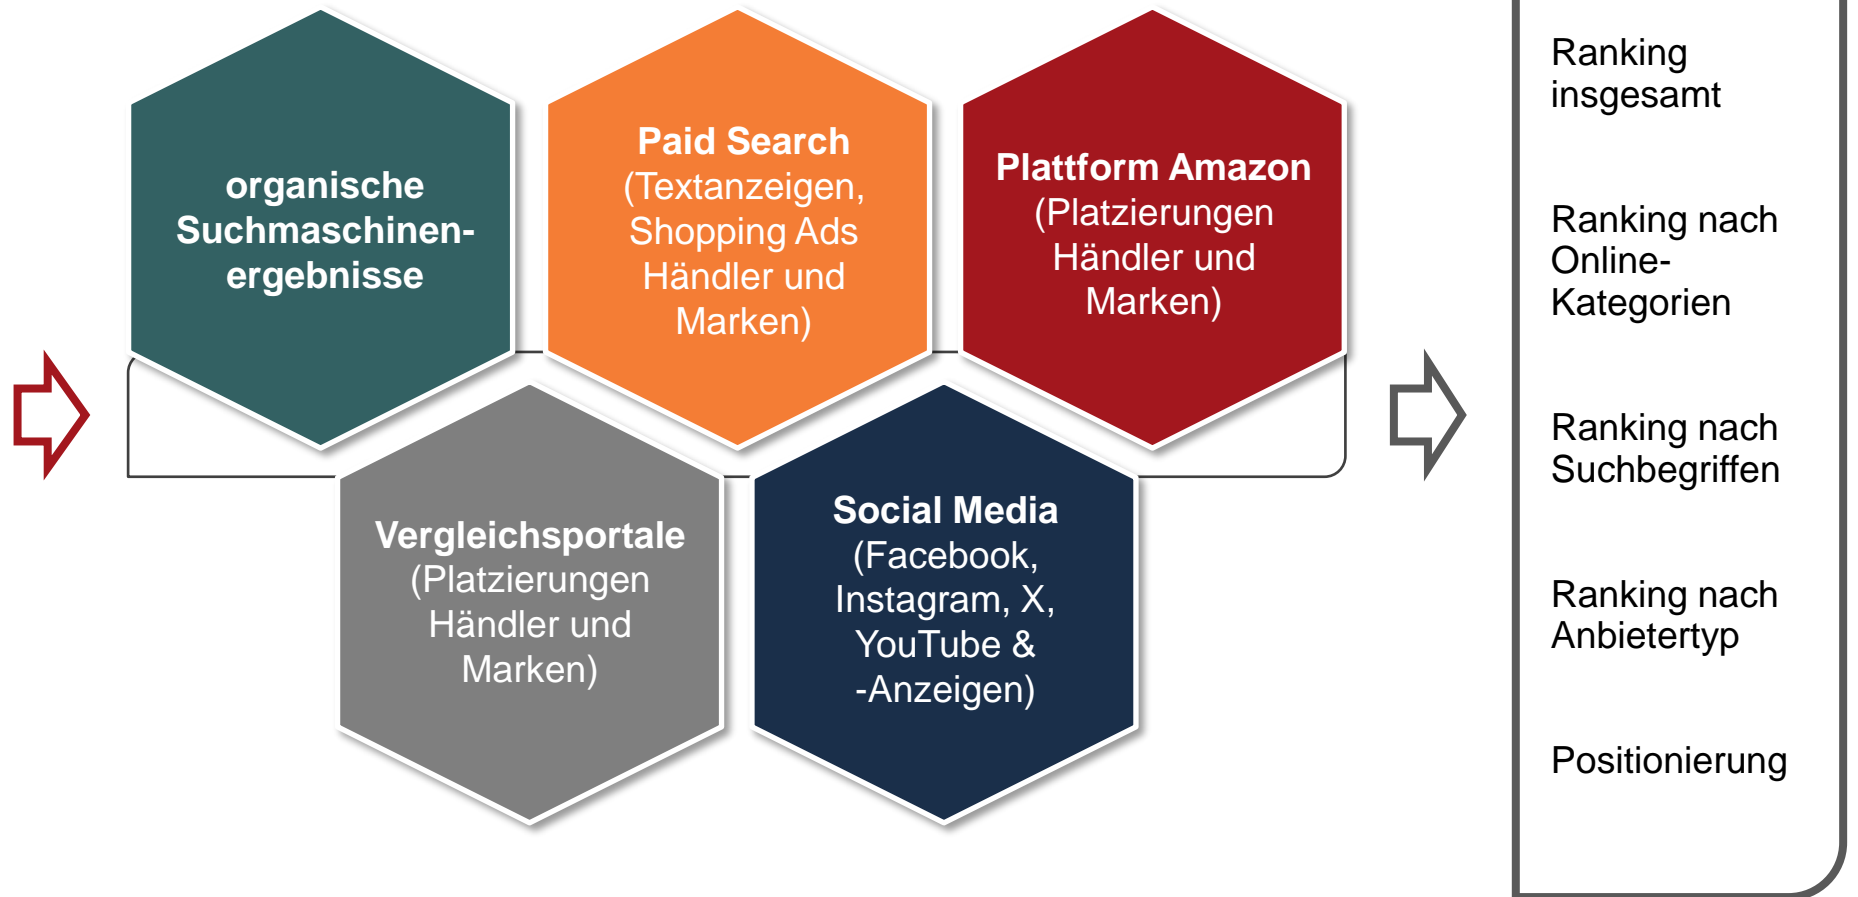 organische
Suchmaschinen-
ergebnisse
Paid Search
(Textanzeigen,
Shopping Ads
Händler und
Marken)
Plattform Amazon
(Platzierungen
Händler und
Marken)
Vergleichsportale
(Platzierungen
Händler und
Marken)
Social Media
(Facebook,
Instagram, X,
YouTube &
-Anzeigen)
Ranking
insgesamt
Ranking nach
Online-
Kategorien
Ranking nach
Suchbegriffen
Ranking nach
Anbietertyp
Positionierung